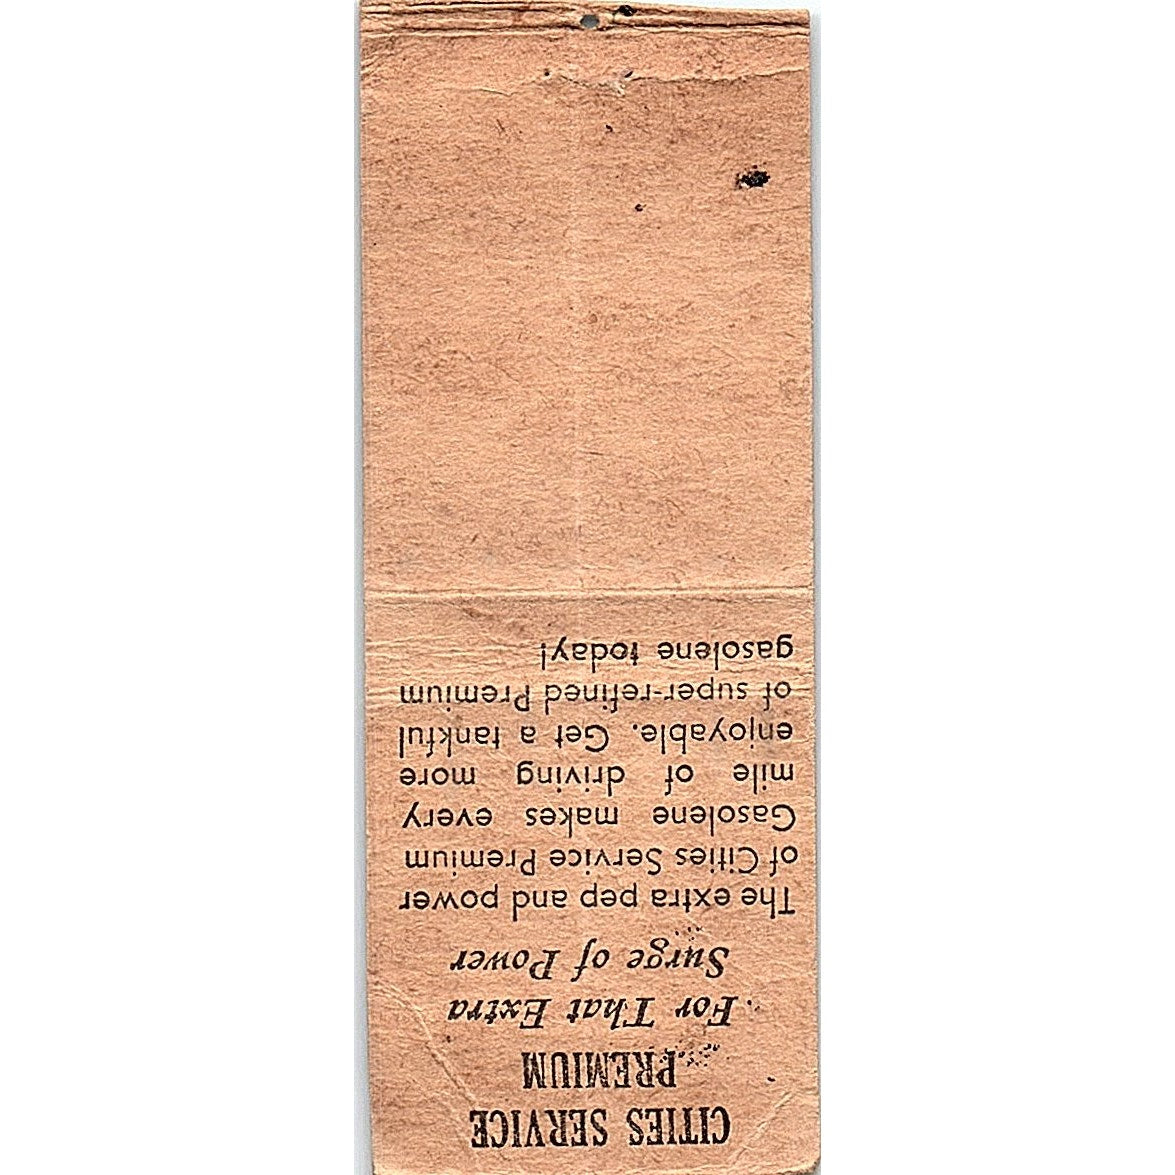 CITIES SERVICE
PREMIUM
For That Extra
Surge of Power
The extra pep and power
of Cities Service Premium
Gasolene makes every
mile of driving more
enjoyable. Get a tankful
of super-refined Premium
gasolene today!